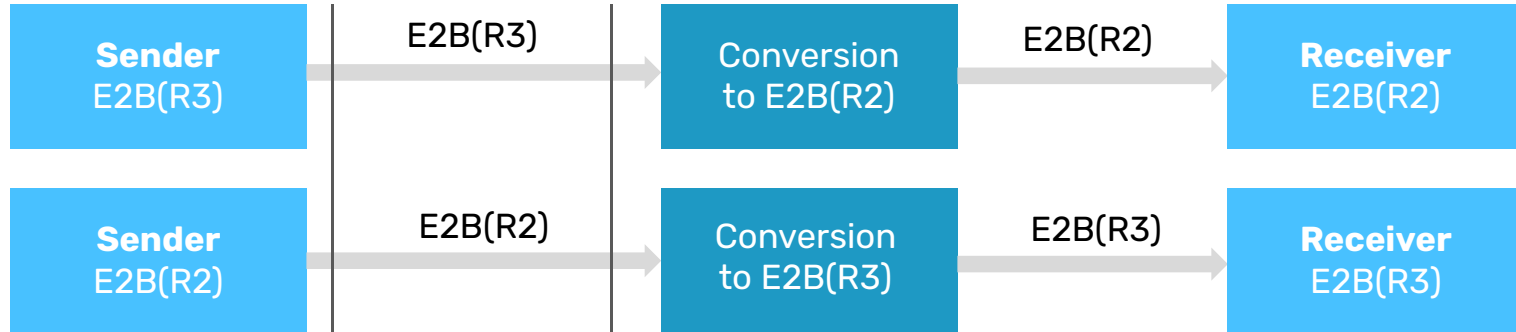 Sender
E2B(R3)
E2B(R3)
Conversion
to E2B(R2)
E2B(R2)
Receiver
E2B(R2)
Sender
E2B(R2)
E2B(R2)
Conversion
to E2B(R3)
E2B(R3)
Receiver
E2B(R3)